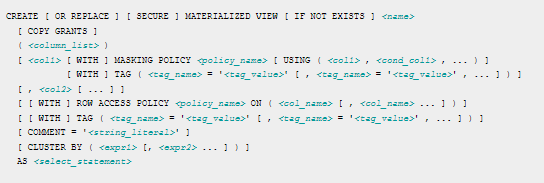 CREATE [ OR REPLACE ] [ SECURE ] MATERIALIZED VIEW [ IF NOT EXISTS ] <name>
[ COPY GRANTS ]
( <column_list> )
[ <col1> [ WITH ] MASKING POLICY <policy_name> [ USING ( <col1> , <cond_col1> , ... ) ]
[ WITH ] TAG ( <tag_name> = '<tag_value>' [ , <tag_name> = '<tag_value>' , ... ] ) ]
[ , <col2> [ ... ] ]
[ [ WITH ] ROW ACCESS POLICY <policy_name> ON ( <col_name> [ , <col_name> ... ] ) ]
[ [ WITH ] TAG ( <tag_name> = '<tag_value>' [ , <tag_name> = '<tag_value>' , ... ] ) ]
[ COMMENT = '<string_literal>' ]
[ CLUSTER BY ( <expr1> [, <expr2> ... ] ) ]
AS <select_statement>